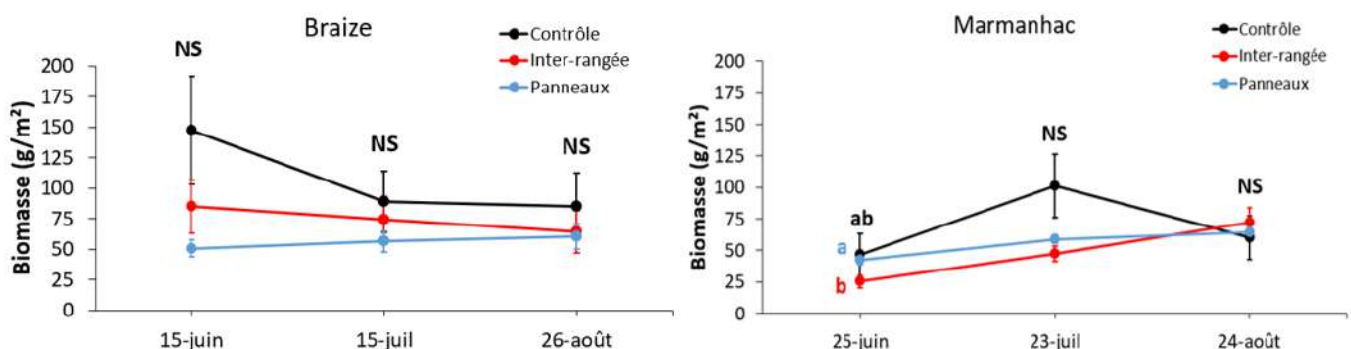 Braize
Contrôle
Inter-rangée
Panneaux
NS
NS
NS
Biomasse (g/m²)
200
175
150
125
100
75
50
25
0
15-juin
15-juil
26-août
Marmanhac
Contrôle
Inter-rangée
Panneaux
ab
a
b
NS
NS
Biomasse (g/m²)
200
175
150
125
100
75
50
25
0
25-juin
23-juil
24-août